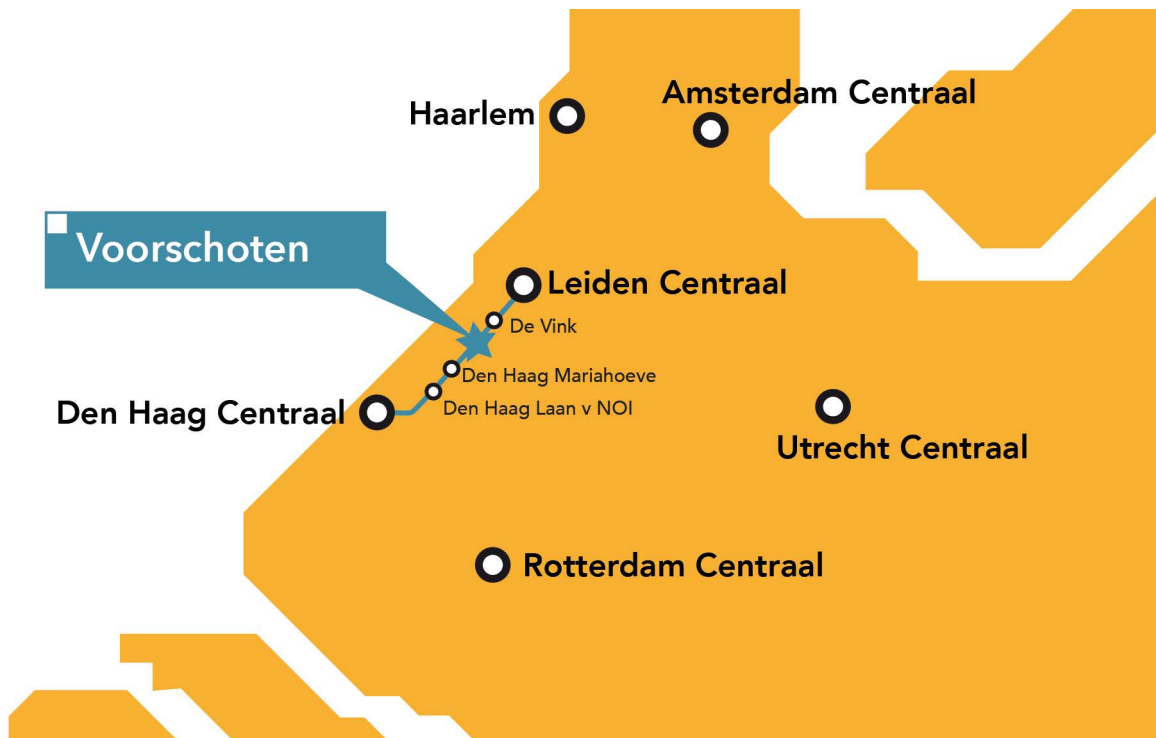 Amsterdam Centraal
Haarlem
Voorschoten
Leiden Centraal
De Vink
Den Haag Mariahoeve
Den Haag Laan v NOI
Den Haag Centraal
Utrecht Centraal
Rotterdam Centraal